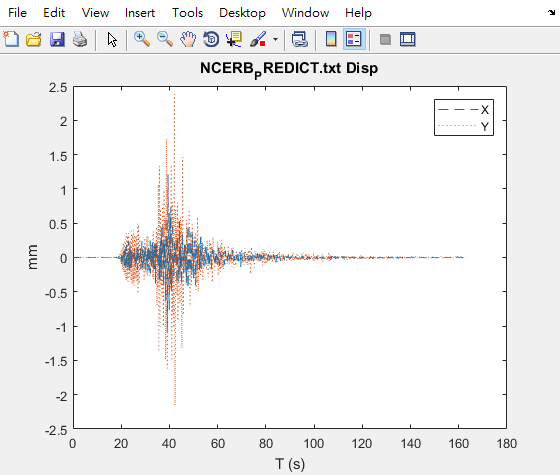 File Edit View Insert Tools Desktop Window Help
NCERB_PREDICT.txt Disp
2.5
X
Y
2
1.5
1
0.5
0
-0.5
-1
-1.5
-2
-2.5
mm
0 20 40 60 80 100 120 140 160 180
T (s)